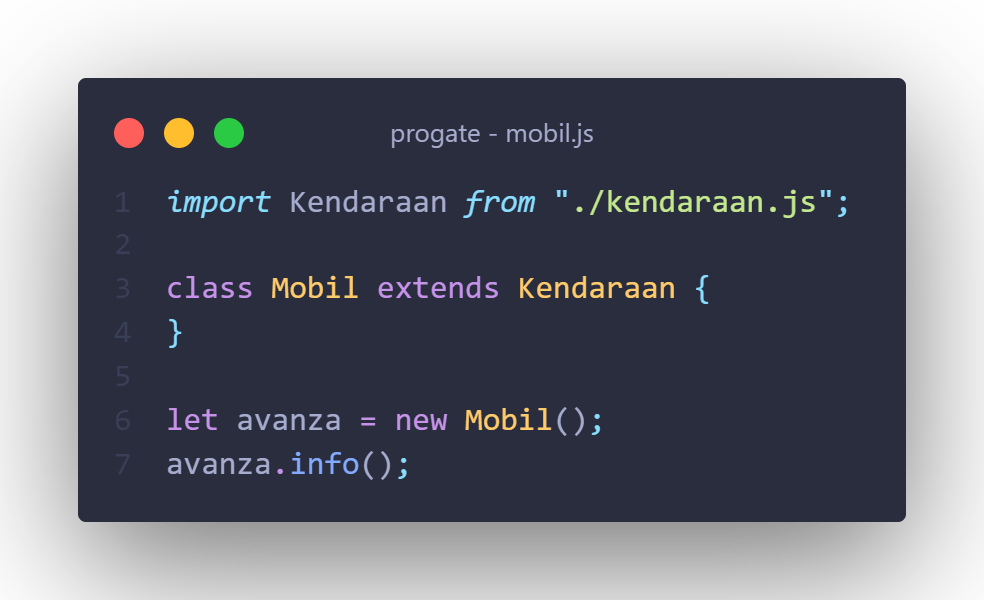 progate - mobil.js
1 import Kendaraan from "./kendaraan.js";
2
3 class Mobil extends Kendaraan {
4 }
5
6 let avanza = new Mobil();
7 avanza.info();